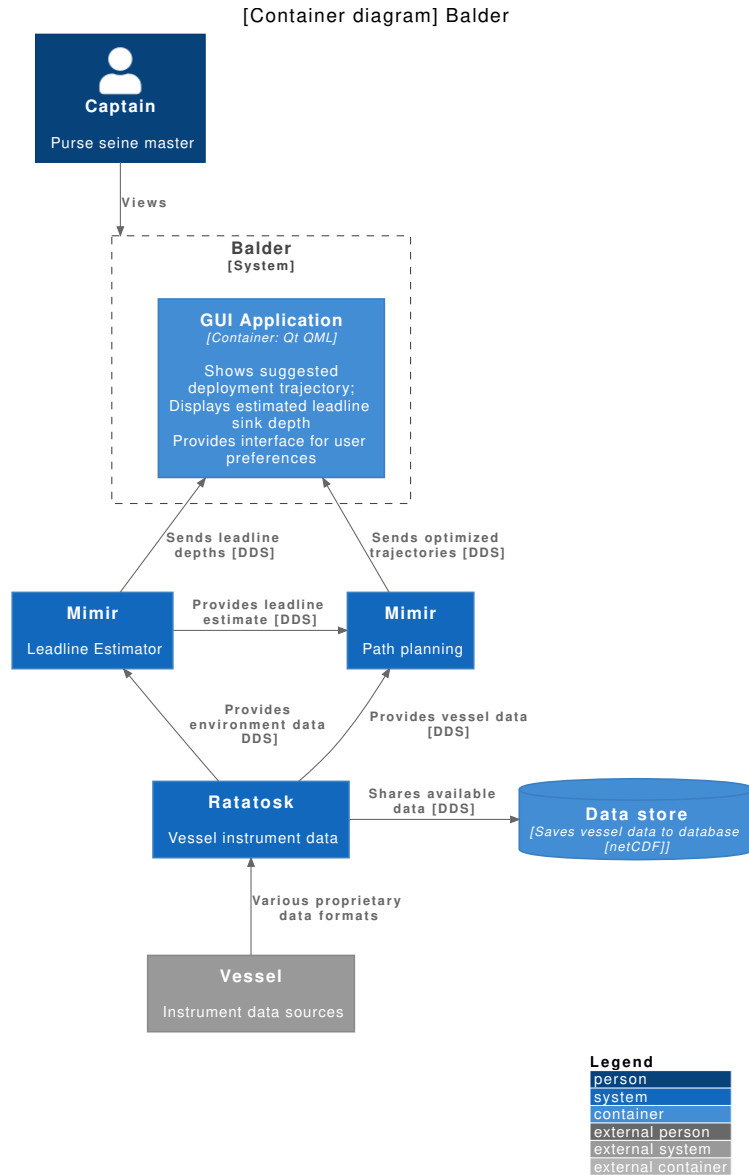 [Container diagram] Balder
Captain
Purse seine master
Views
Balder
[System]
GUI Application
[Container: Qt QML]
Shows suggested
deployment trajectory;
Displays estimated leadline
sink depth
Provides interface for user
preferences
Sends leadline
depths [DDS]
Sends optimized
trajectories [DDS]
Mimir
Leadline Estimator
Provides leadline
estimate [DDS]
Mimir
Path planning
Provides
environment data
DDS]
Provides vessel data
[DDS]
Ratatosk
Vessel instrument data
Shares available
data [DDS]
Data store
[Saves vessel data to database
[netCDF]]
Various proprietary
data formats
Vessel
Instrument data sources
Legend
person
system
container
external person
external system
external container